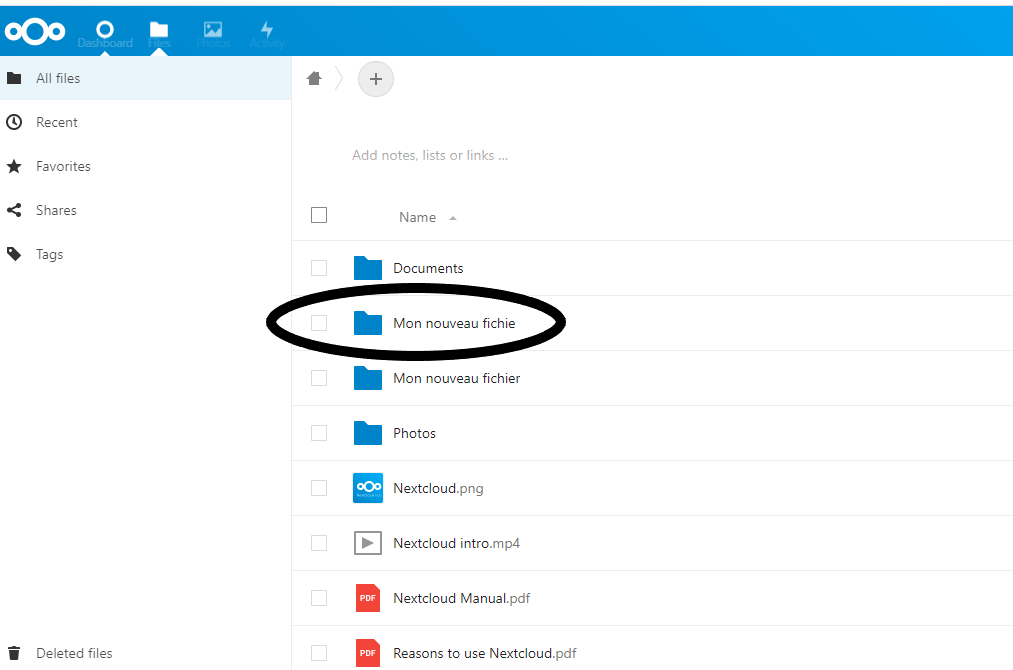 Dashboard Files Photos Activity
All files
Recent
Favorites
Shares
Tags
Deleted files
+
Add notes, lists or links ...
Name
Documents
Mon nouveau fichie
Mon nouveau fichier
Photos
Nextcloud.png
Nextcloud intro.mp4
PDF Nextcloud Manual.pdf
PDF Reasons to use Nextcloud.pdf